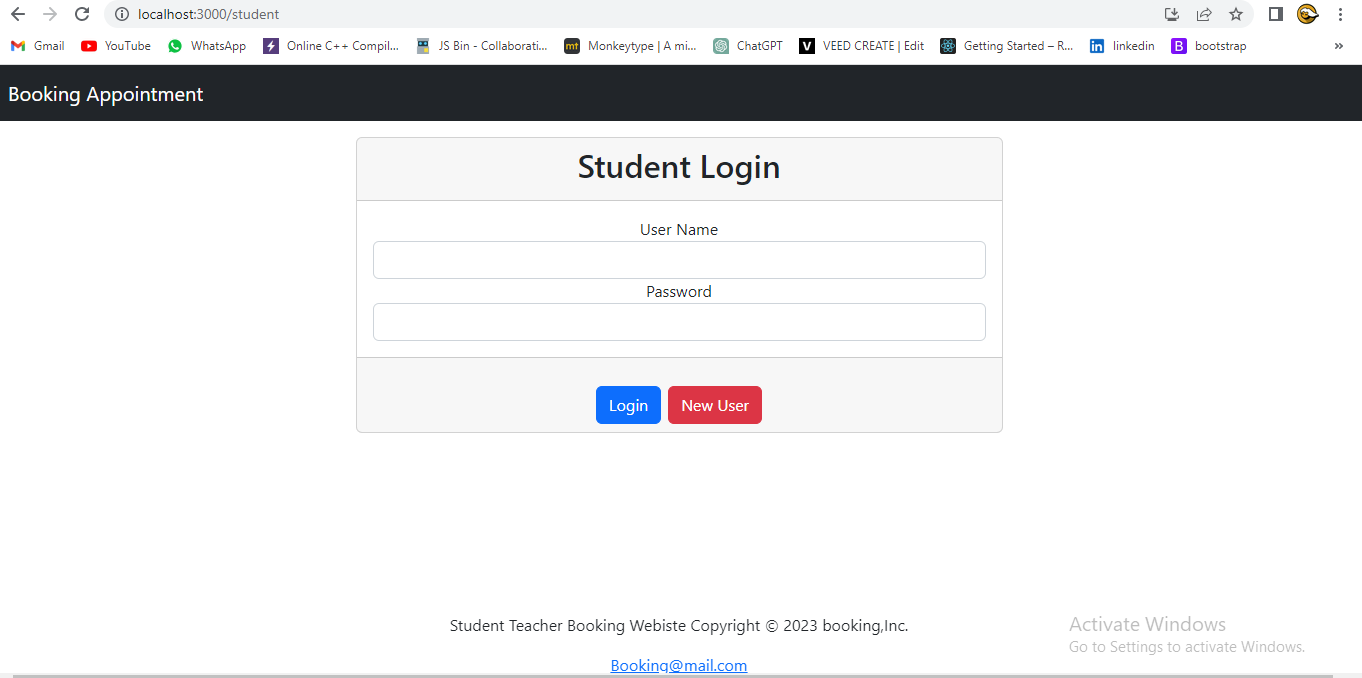 localhost:3000/student
Gmail YouTube WhatsApp Online C++ Compil... JS Bin - Collaborati... mt Monkeytype | A mi... ChatGPT V VEED CREATE | Edit Getting Started – R... in linkedin B bootstrap »
Booking Appointment
Student Login
User Name
Password
Login New User
Student Teacher Booking Webiste Copyright © 2023 booking,Inc.
Booking@mail.com
Activate Windows
Go to Settings to activate Windows.